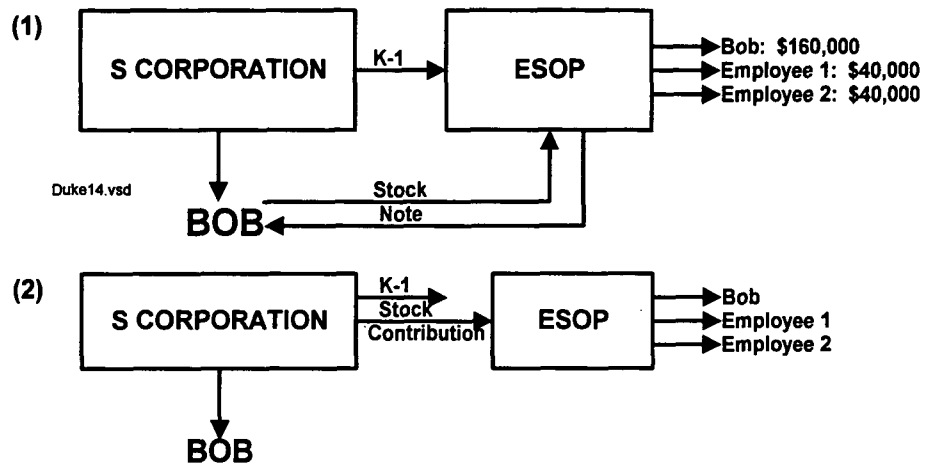 (1)
S CORPORATION
K-1
ESOP
Bob: $160,000
Employee 1: $40,000
Employee 2: $40,000
Duke14.vsd
Stock
BOB
Note
(2)
S CORPORATION
K-1
Stock
Contribution
ESOP
Bob
Employee 1
Employee 2
BOB